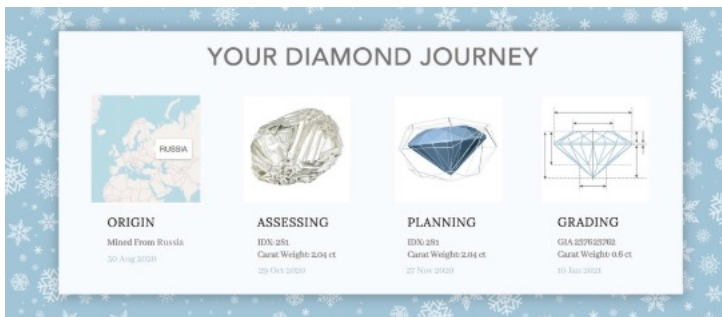 YOUR DIAMOND JOURNEY
RUSSIA
ORIGIN
Mined From Russia
30 Aug 2020
ASSESSING
IDX: 281
Carat Weight: 2.04 ct
29 Oct 2020
PLANNING
IDX: 281
Carat Weight: 2.04 ct
27 Nov 2020
GRADING
GIA 237623762
Carat Weight: 0.6 ct
10 Jan 2021